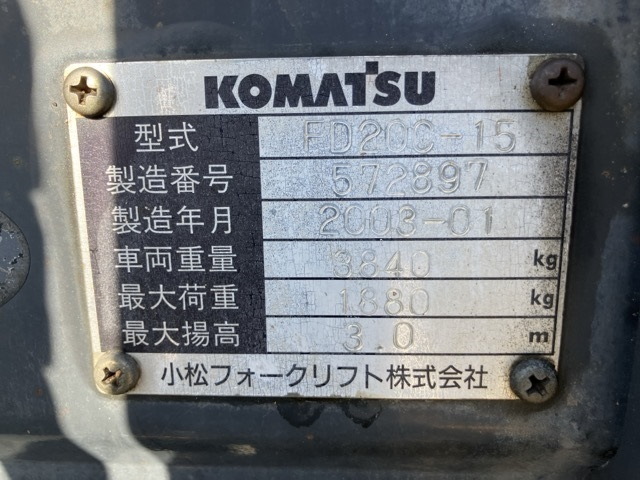 KOMATSU
型式 FD20C-15
製造番号 572897
製造年月 2003-01
車両重量 3840 kg
最大荷重 1880 kg
最大揚高 3.0 m
小松フォークリフト株式会社